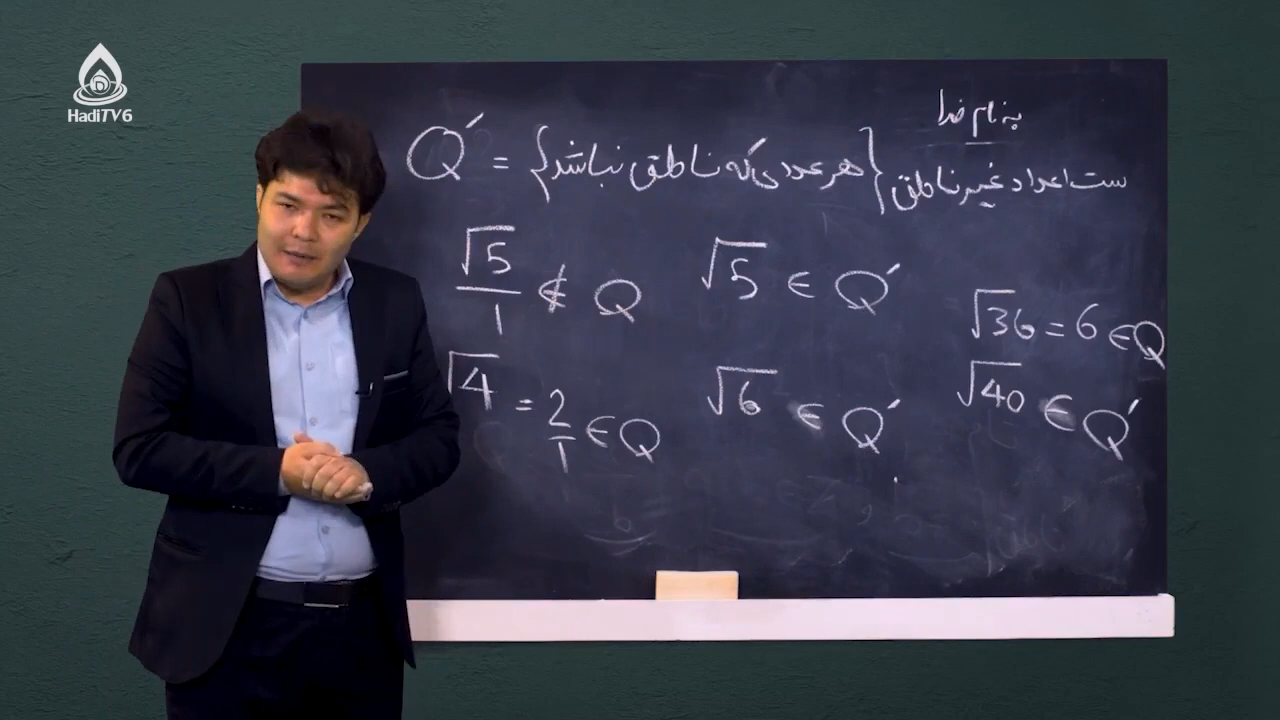 HadiTV6
به نام خدا
ست اعداد غیر ناطق {هر عددی که ناطق نباشد} = Q′
√5/1 ∉ Q
√5 ∈ Q′
√36 = 6 ∈ Q
√4 = 2/1 ∈ Q
√6 ∈ Q′
√40 ∈ Q′